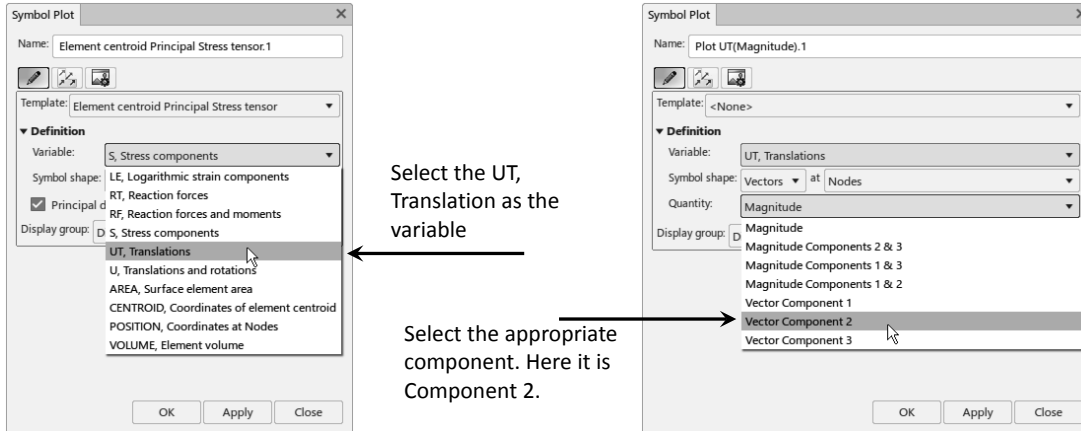 Symbol Plot
Name: Element centroid Principal Stress tensor.1
Template: Element centroid Principal Stress tensor
Definition
Variable: S, Stress components
Symbol shape:
LE, Logarithmic strain components
RT, Reaction forces
Principal d
RF, Reaction forces and moments
S, Stress components
Display group: D
UT, Translations
U, Translations and rotations
AREA, Surface element area
CENTROID, Coordinates of element centroid
POSITION, Coordinates at Nodes
VOLUME, Element volume
OK Apply Close
Select the UT,
Translation as the
variable
Select the appropriate
component. Here it is
Component 2.
Symbol Plot
Name: Plot UT(Magnitude).1
Template: <None>
Definition
Variable: UT, Translations
Symbol shape: Vectors at Nodes
Quantity: Magnitude
Display group: D
Magnitude
Magnitude Components 2 & 3
Magnitude Components 1 & 3
Magnitude Components 1 & 2
Vector Component 1
Vector Component 2
Vector Component 3
OK Apply Close